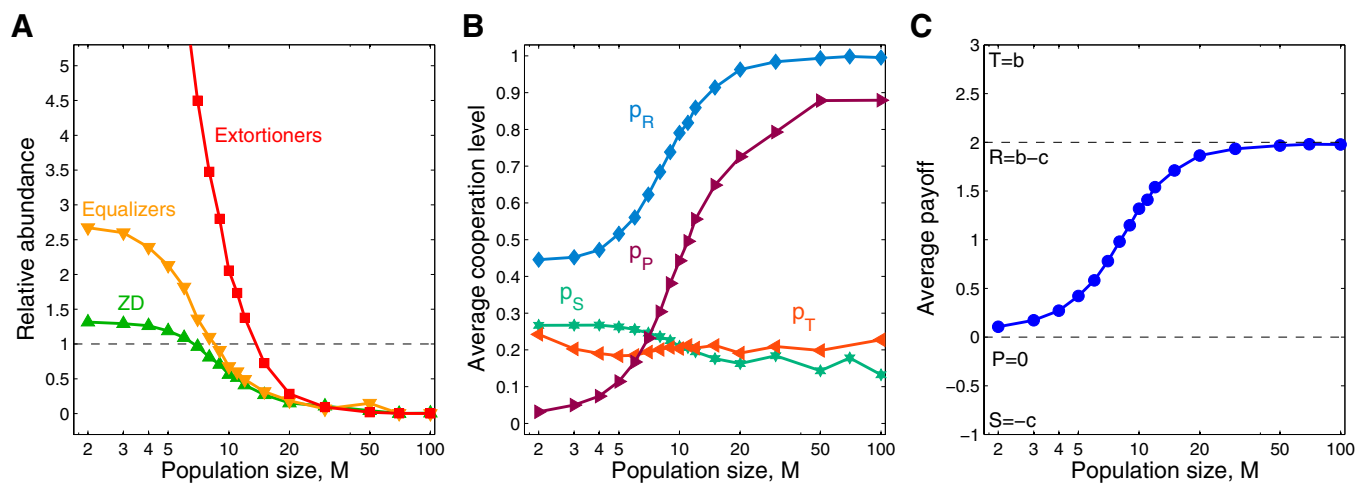 A
Relative abundance
5
4.5
4
3.5
3
2.5
2
1.5
1
0.5
0
Extortioners
Equalizers
ZD
2 3 4 5 10 20 50 100
Population size, M
B
Average cooperation level
1
0.9
0.8
0.7
0.6
0.5
0.4
0.3
0.2
0.1
0
p_R
p_P
p_S
p_T
2 3 4 5 10 20 50 100
Population size, M
C
Average payoff
3
2.5
2
1.5
1
0.5
0
−0.5
−1
T=b
R=b−c
P=0
S=−c
2 3 4 5 10 20 50 100
Population size, M